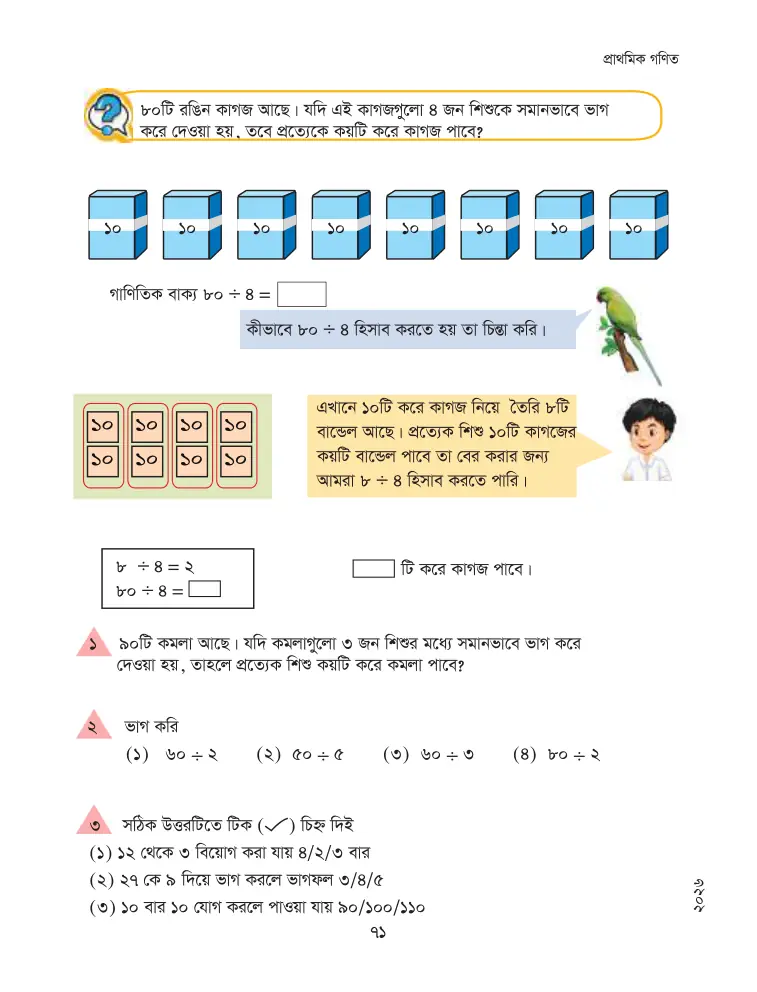 প্রাথমিক গণিত
৮০টি রঙিন কাগজ আছে। যদি এই কাগজগুলো ৪ জন শিশুকে সমানভাবে ভাগ
করে দেওয়া হয়, তবে প্রত্যেকে কয়টি করে কাগজ পাবে?
১০ ১০ ১০ ১০ ১০ ১০ ১০ ১০
গাণিতিক বাক্য ৮০ ÷ ৪ =
কীভাবে ৮০ ÷ ৪ হিসাব করতে হয় তা চিন্তা করি।
১০ ১০ ১০ ১০
১০ ১০ ১০ ১০
এখানে ১০টি করে কাগজ নিয়ে তৈরি ৮টি
বান্ডেল আছে। প্রত্যেক শিশু ১০টি কাগজের
কয়টি বান্ডেল পাবে তা বের করার জন্য
আমরা ৮ ÷ ৪ হিসাব করতে পারি।
৮ ÷ ৪ = ২
৮০ ÷ ৪ =
টি করে কাগজ পাবে।
১ ৯০টি কমলা আছে। যদি কমলাগুলো ৩ জন শিশুর মধ্যে সমানভাবে ভাগ করে
দেওয়া হয়, তাহলে প্রত্যেক শিশু কয়টি করে কমলা পাবে?
২ ভাগ করি
(১) ৬০ ÷ ২ (২) ৫০ ÷ ৫ (৩) ৬০ ÷ ৩ (৪) ৮০ ÷ ২
৩ সঠিক উত্তরটিতে টিক (✓) চিহ্ন দিই
(১) ১২ থেকে ৩ বিয়োগ করা যায় ৪/২/৩ বার
(২) ২৭ কে ৯ দিয়ে ভাগ করলে ভাগফল ৩/৪/৫
(৩) ১০ বার ১০ যোগ করলে পাওয়া যায় ৯০/১০০/১১০
৭১
২০২৬